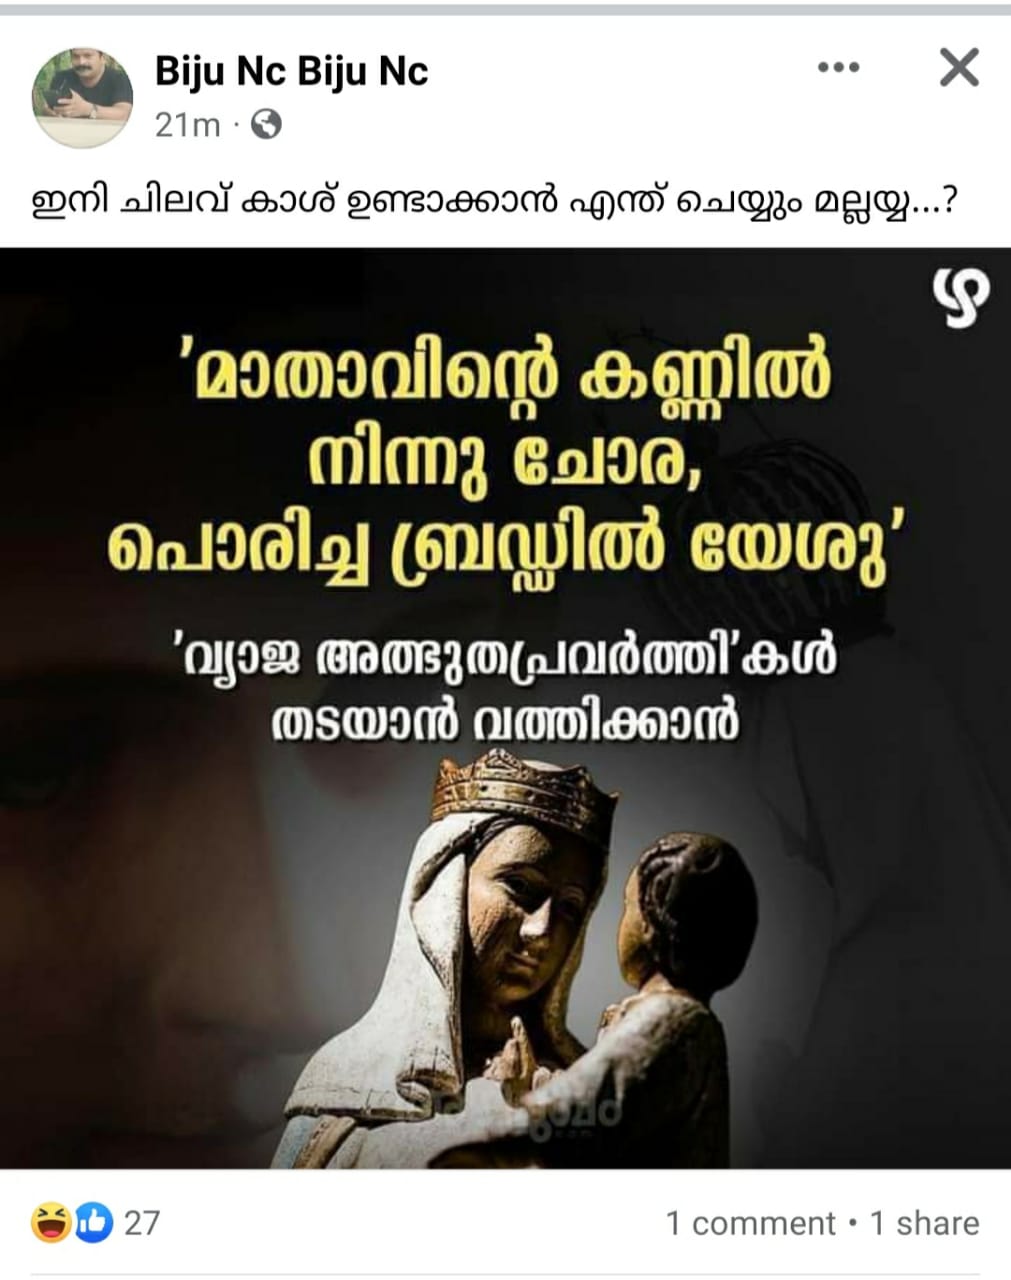 Biju Nc Biju Nc
21m
ഇനി ചിലവ് കാശ് ഉണ്ടാക്കാൻ എന്ത് ചെയ്യും മല്ലയ്യ...?
'മാതാവിന്റെ കണ്ണിൽ
നിന്നു ചോര,
പൊരിച്ച ബ്രഡ്ഡിൽ യേശു'
'വ്യാജ അത്ഭുതപ്രവർത്തി'കൾ
തടയാൻ വത്തിക്കാൻ
27
1 comment • 1 share